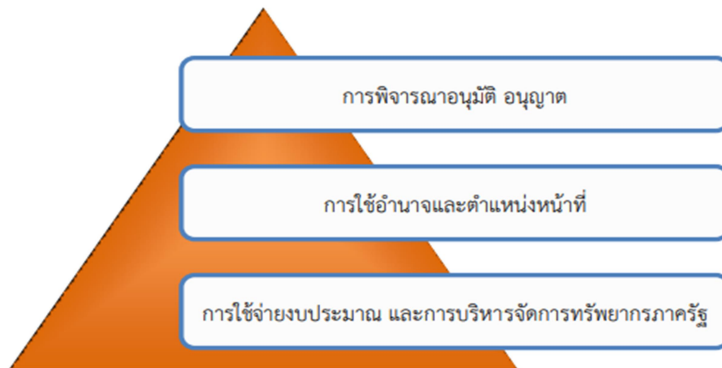 การพิจารณาอนุมัติ อนุญาต
การใช้อำนาจและตำแหน่งหน้าที่
การใช้จ่ายงบประมาณ และการบริหารจัดการทรัพยากรภาครัฐ